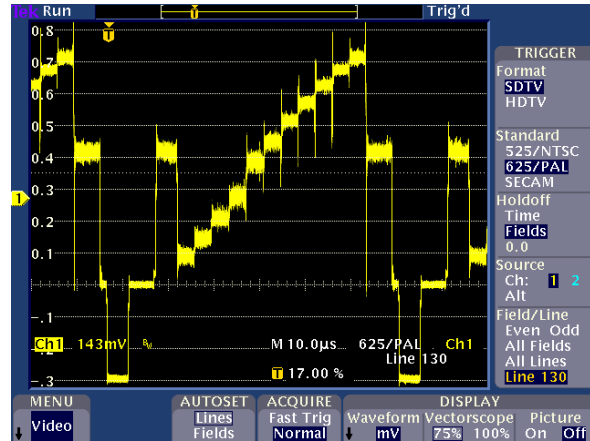 Tek Run Trig'd
T
T
0.8
0.7
0.6
0.5
0.4
0.3
1
0.2
0.1
-.1
-.2
-.3
Ch1 143mV BW M 10.0µs 625/PAL Ch1
Line 130
T 17.00 %
TRIGGER
Format
SDTV
HDTV
Standard
525/NTSC
625/PAL
SECAM
Holdoff
Time
Fields
0.0
Source
Ch: 1 2
Alt
Field/Line
Even Odd
All Fields
All Lines
Line 130
MENU AUTOSET ACQUIRE DISPLAY
Video Lines Fast Trig Waveform Vectorscope Picture
Fields Normal mV 75% 100% On Off